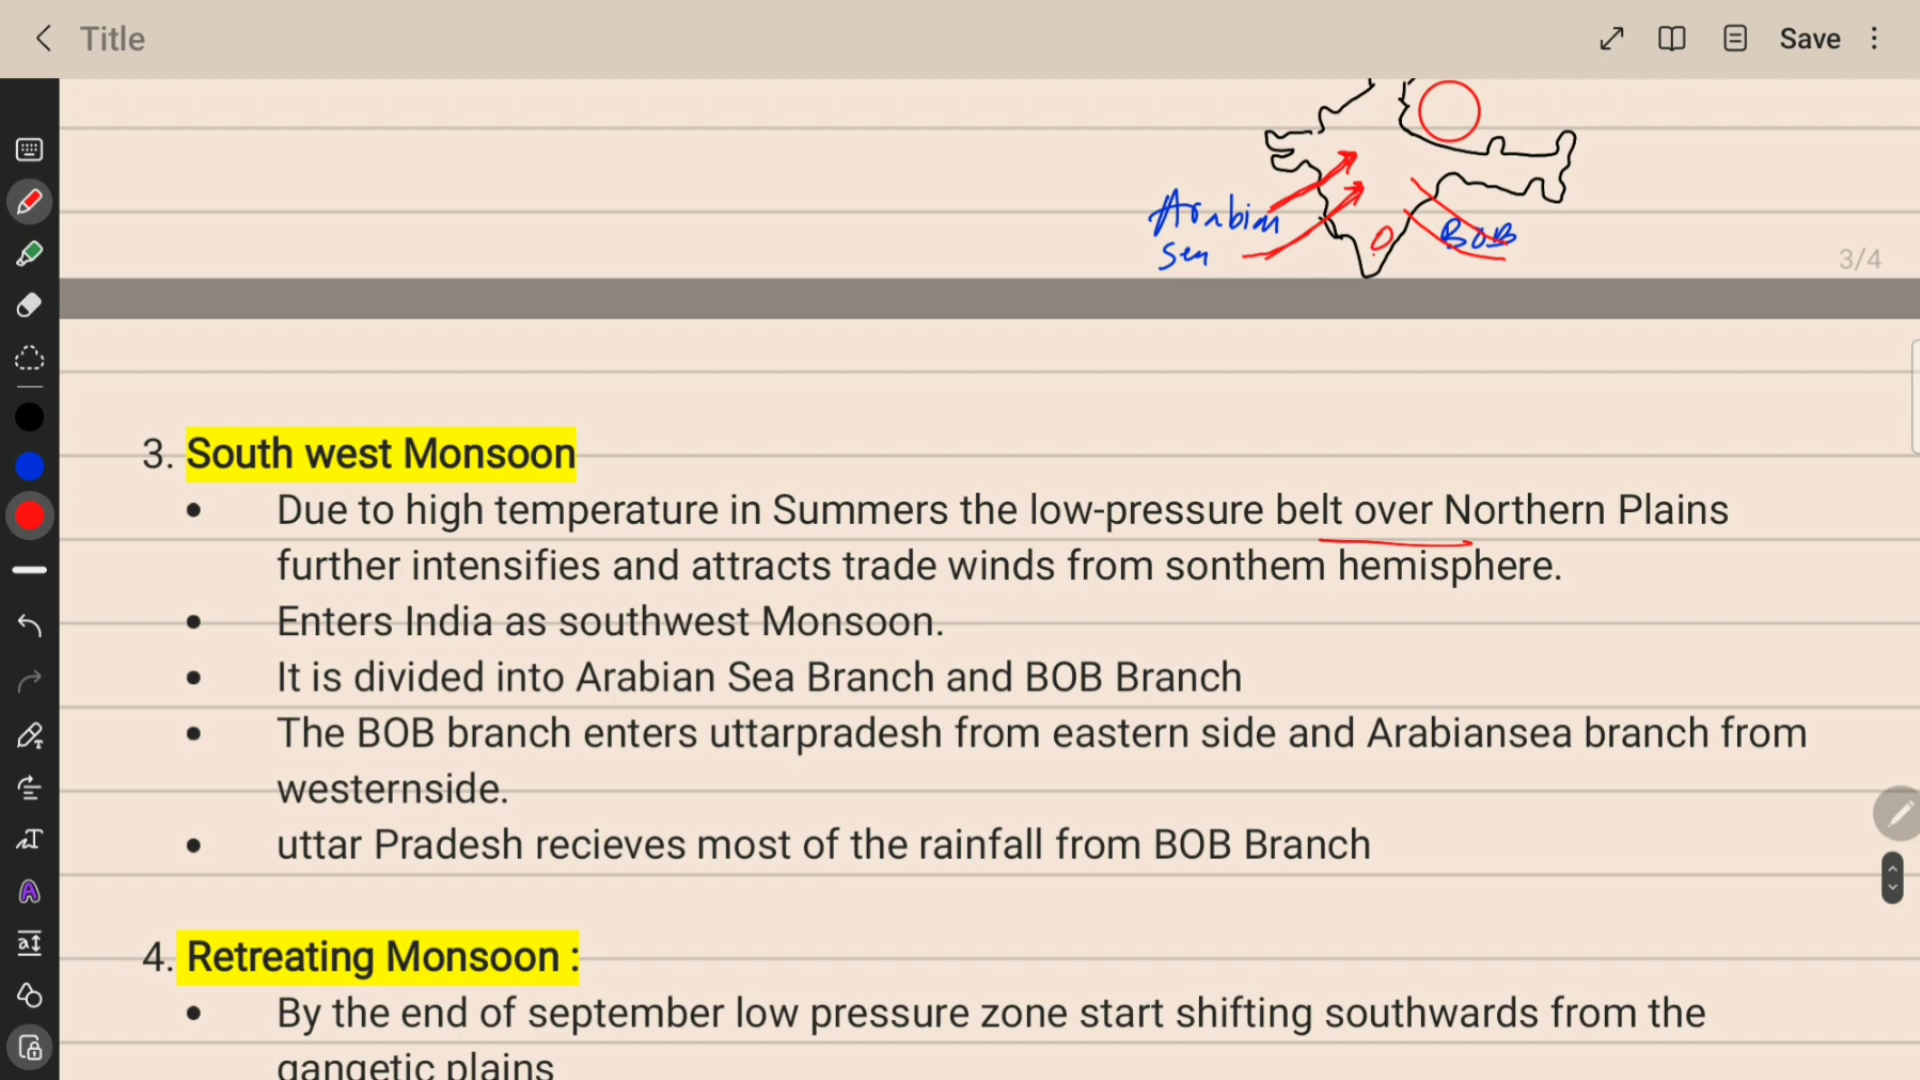 Title
Save
Arabian
Sea
BOB
3/4
3. South west Monsoon
• Due to high temperature in Summers the low-pressure belt over Northern Plains
further intensifies and attracts trade winds from sonthem hemisphere.
• Enters India as southwest Monsoon.
• It is divided into Arabian Sea Branch and BOB Branch
• The BOB branch enters uttarpradesh from eastern side and Arabiansea branch from
westernside.
• uttar Pradesh recieves most of the rainfall from BOB Branch
4. Retreating Monsoon :
• By the end of september low pressure zone start shifting southwards from the
gangetic plains